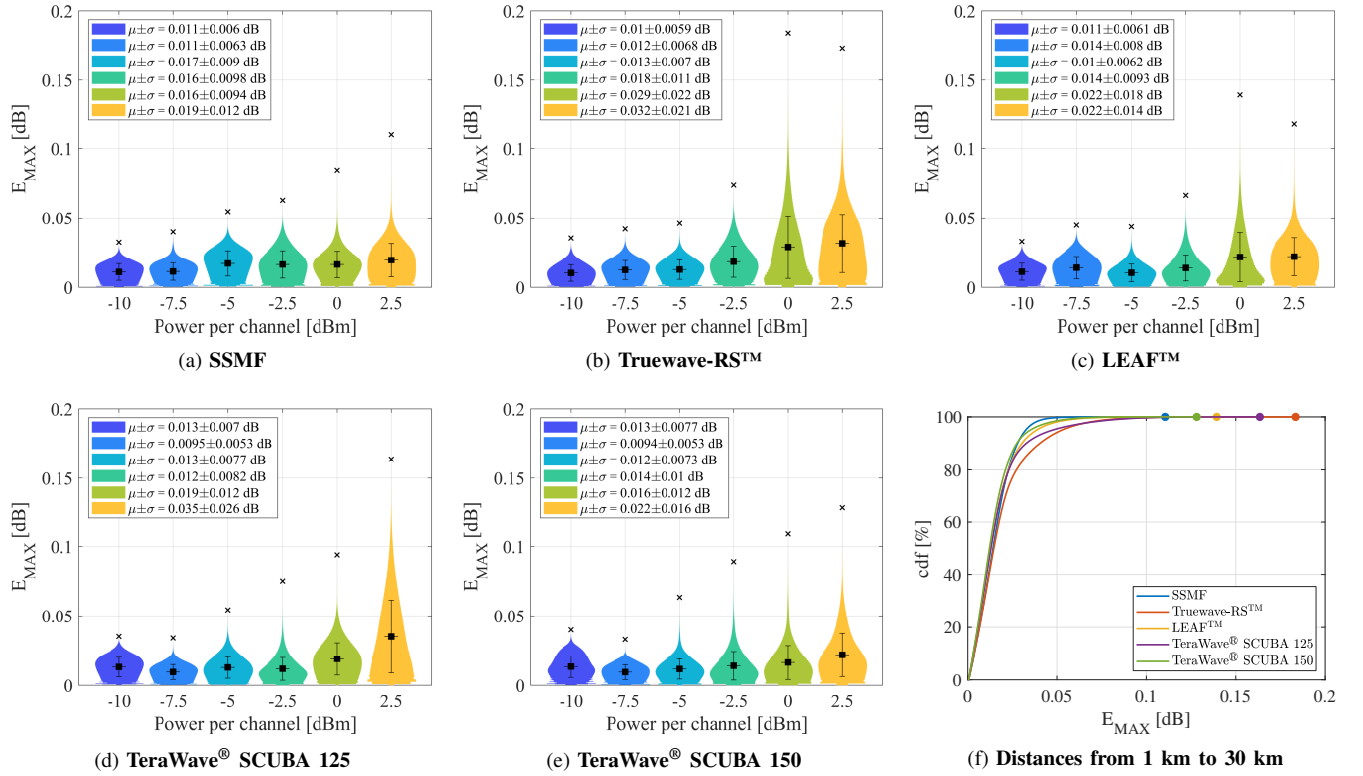 μ±σ = 0.011±0.006 dB
μ±σ = 0.011±0.0063 dB
μ±σ = 0.017±0.009 dB
μ±σ = 0.016±0.0098 dB
μ±σ = 0.016±0.0094 dB
μ±σ = 0.019±0.012 dB
E_MAX [dB]
0.2
0.15
0.1
0.05
0
-10 -7.5 -5 -2.5 0 2.5
Power per channel [dBm]
(a) SSMF
μ±σ = 0.01±0.0059 dB
μ±σ = 0.012±0.0068 dB
μ±σ = 0.013±0.007 dB
μ±σ = 0.018±0.011 dB
μ±σ = 0.029±0.022 dB
μ±σ = 0.032±0.021 dB
E_MAX [dB]
0.2
0.15
0.1
0.05
0
-10 -7.5 -5 -2.5 0 2.5
Power per channel [dBm]
(b) Truewave-RS™
μ±σ = 0.011±0.0061 dB
μ±σ = 0.014±0.008 dB
μ±σ = 0.01±0.0062 dB
μ±σ = 0.014±0.0093 dB
μ±σ = 0.022±0.018 dB
μ±σ = 0.022±0.014 dB
E_MAX [dB]
0.2
0.15
0.1
0.05
0
-10 -7.5 -5 -2.5 0 2.5
Power per channel [dBm]
(c) LEAF™
μ±σ = 0.013±0.007 dB
μ±σ = 0.0095±0.0053 dB
μ±σ = 0.013±0.0077 dB
μ±σ = 0.012±0.0082 dB
μ±σ = 0.019±0.012 dB
μ±σ = 0.035±0.026 dB
E_MAX [dB]
0.2
0.15
0.1
0.05
0
-10 -7.5 -5 -2.5 0 2.5
Power per channel [dBm]
(d) TeraWave® SCUBA 125
μ±σ = 0.013±0.0077 dB
μ±σ = 0.0094±0.0053 dB
μ±σ = 0.012±0.0073 dB
μ±σ = 0.014±0.01 dB
μ±σ = 0.016±0.012 dB
μ±σ = 0.022±0.016 dB
E_MAX [dB]
0.2
0.15
0.1
0.05
0
-10 -7.5 -5 -2.5 0 2.5
Power per channel [dBm]
(e) TeraWave® SCUBA 150
cdf [%]
100
80
60
40
20
0
SSMF
Truewave-RS™
LEAF™
TeraWave® SCUBA 125
TeraWave® SCUBA 150
0 0.05 0.1 0.15 0.2
E_MAX [dB]
(f) Distances from 1 km to 30 km